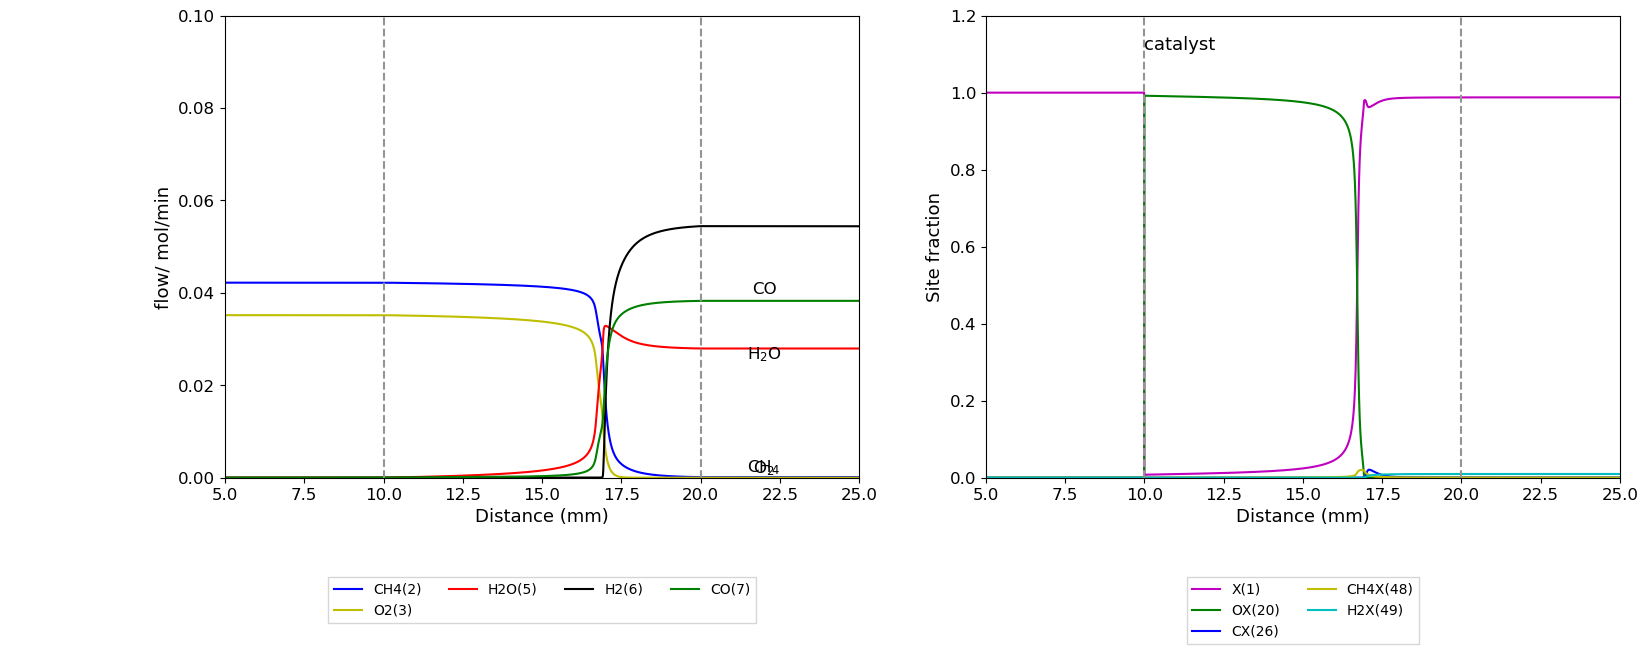 0.10
0.08
0.06
0.04
0.02
0.00
flow/ mol/min
CO
H₂O
CH₄
O₂
5.0 7.5 10.0 12.5 15.0 17.5 20.0 22.5 25.0
Distance (mm)
CH4(2) H2O(5) H2(6) CO(7)
O2(3)
1.2
1.0
0.8
0.6
0.4
0.2
0.0
Site fraction
catalyst
5.0 7.5 10.0 12.5 15.0 17.5 20.0 22.5 25.0
Distance (mm)
X(1) CH4X(48)
OX(20) H2X(49)
CX(26)